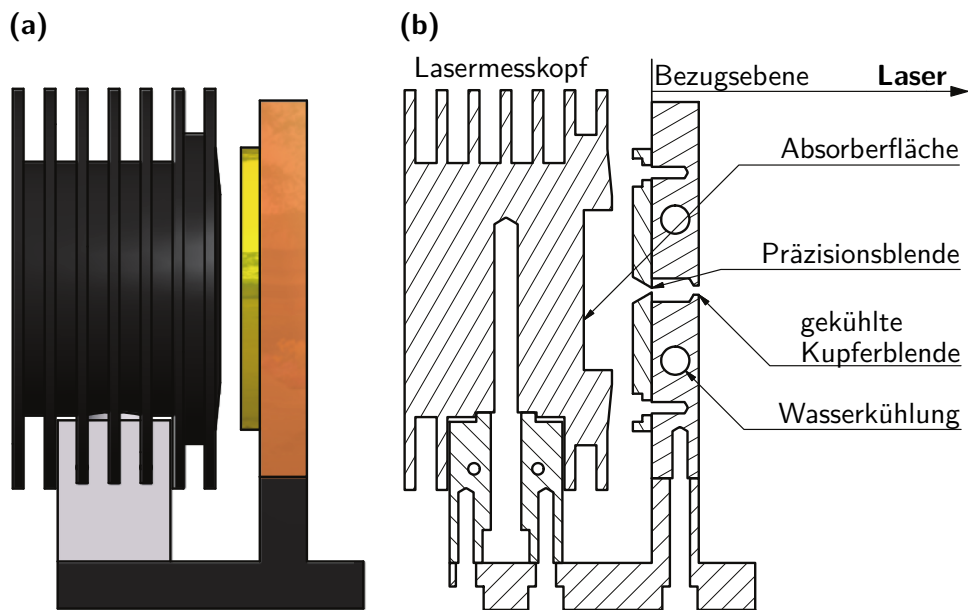 (a)
(b)
Lasermesskopf
Bezugsebene
Laser
Absorberfläche
Präzisionsblende
gekühlte
Kupferblende
Wasserkühlung